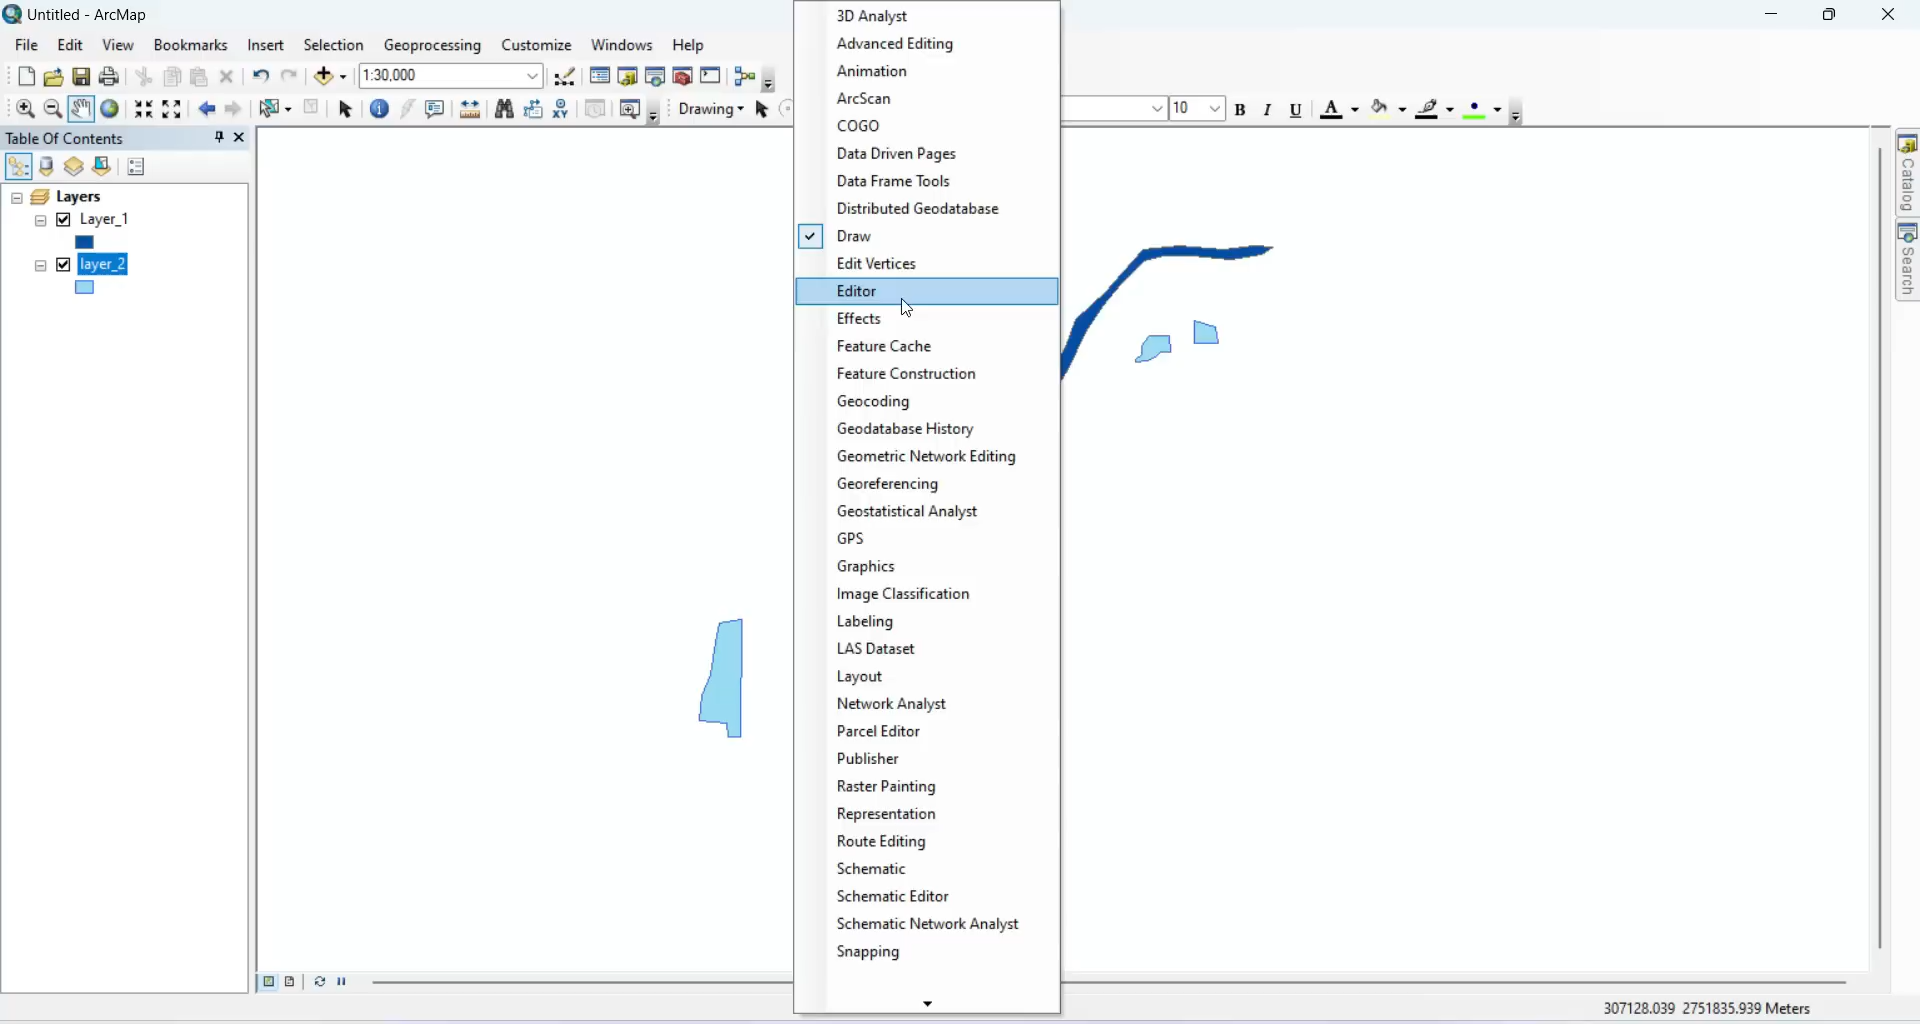 Untitled - ArcMap
File Edit View Bookmarks Insert Selection Geoprocessing Customize Windows Help
1:30,000
Drawing
10 B I U A
Table Of Contents
Layers
Layer_1
layer_2
3D Analyst
Advanced Editing
Animation
ArcScan
COGO
Data Driven Pages
Data Frame Tools
Distributed Geodatabase
Draw
Edit Vertices
Editor
Effects
Feature Cache
Feature Construction
Geocoding
Geodatabase History
Geometric Network Editing
Georeferencing
Geostatistical Analyst
GPS
Graphics
Image Classification
Labeling
LAS Dataset
Layout
Network Analyst
Parcel Editor
Publisher
Raster Painting
Representation
Route Editing
Schematic
Schematic Editor
Schematic Network Analyst
Snapping
Catalog
Search
307128.039 2751835.939 Meters